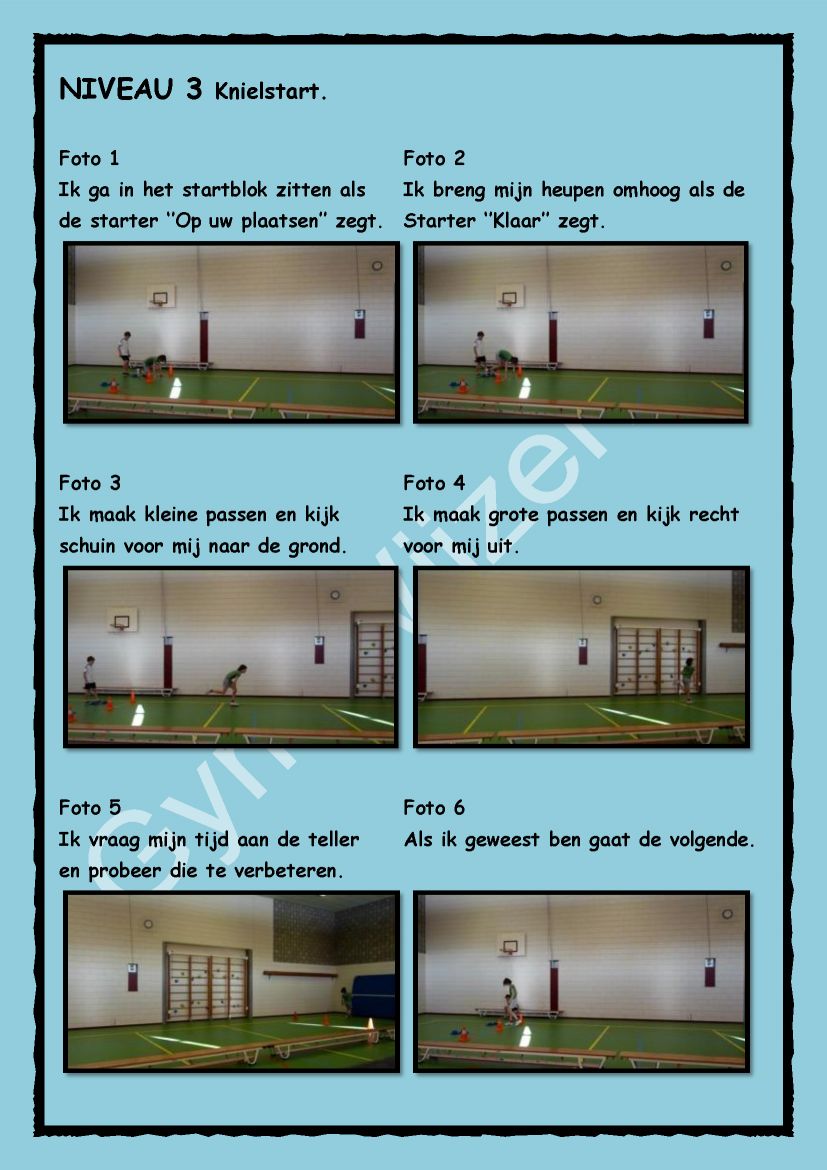 NIVEAU 3 Knielstart.
Foto 1
Ik ga in het startblok zitten als
de starter ‘’Op uw plaatsen’’ zegt.
Foto 2
Ik breng mijn heupen omhoog als de
Starter ‘’Klaar’’ zegt.
Foto 3
Ik maak kleine passen en kijk
schuin voor mij naar de grond.
Foto 4
Ik maak grote passen en kijk recht
voor mij uit.
Foto 5
Ik vraag mijn tijd aan de teller
en probeer die te verbeteren.
Foto 6
Als ik geweest ben gaat de volgende.